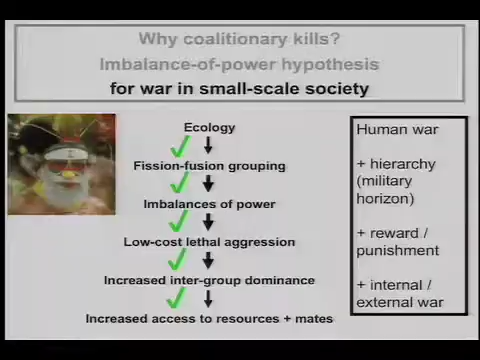 Why coalitionary kills?
Imbalance-of-power hypothesis
for war in small-scale society
Ecology
Fission-fusion grouping
Imbalances of power
Low-cost lethal aggression
Increased inter-group dominance
Increased access to resources + mates
Human war
+ hierarchy
(military
horizon)
+ reward /
punishment
+ internal /
external war